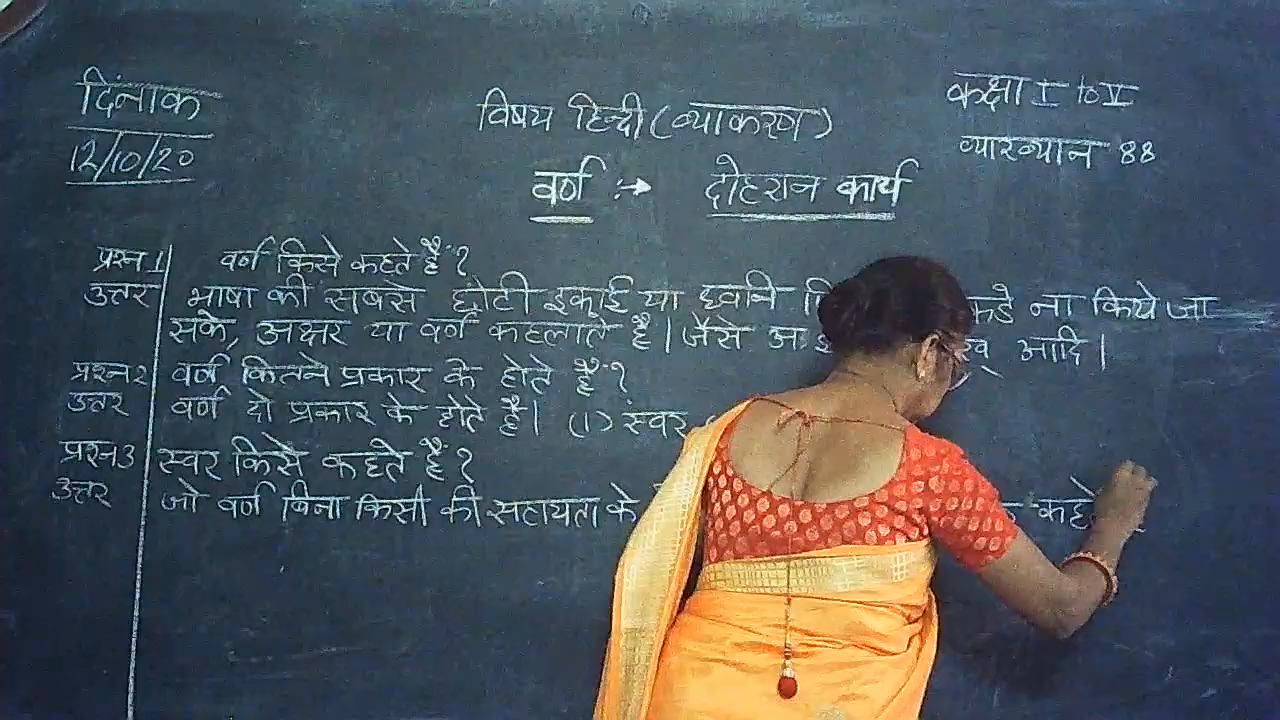 दिंनाक
12/10/20
विषय हिन्दी (व्याकरण)
कक्षा I to V
व्याख्यान 88
वर्ण :→ दोहरान कार्य
प्रश्न 1 वर्ण किसे कहते हैं ?
उत्तर भाषा की सबसे छोटी इकाई या ध्वनि ना किये जा
सके, अक्षर या वर्ण कहलाते है । जैसे अ आदि ।
प्रश्न 2 वर्ण कितने प्रकार के होते हैं ?
उत्तर वर्ण दो प्रकार के होते है । (1) स्वर
प्रश्न 3 स्वर किसे कहते हैं ?
उत्तर जो वर्ण बिना किसी की सहायता के कहे